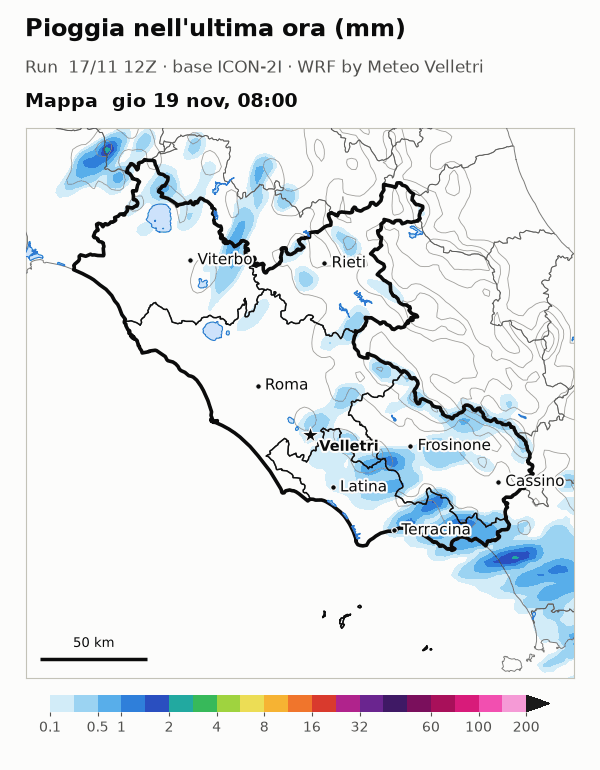 Pioggia nell'ultima ora (mm)
Run  17/11 12Z · base ICON-2I · WRF by Meteo Velletri
Mappa  gio 19 nov, 08:00
Viterbo
Rieti
Roma
Velletri
Frosinone
Latina
Cassino
Terracina
50 km
0.1 0.5 1 2 4 8 16 32 60 100 200